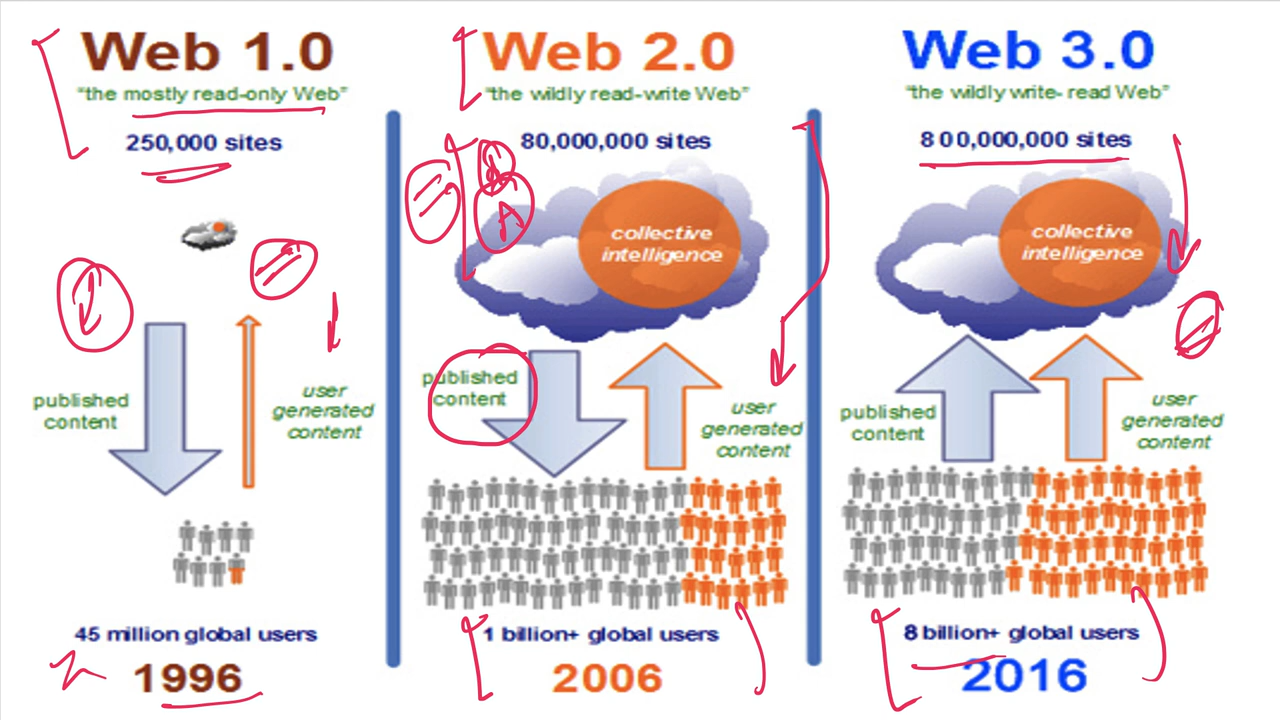 Web 1.0
"the mostly read-only Web"
250,000 sites
published
content
user
generated
content
45 million global users
1996
Web 2.0
"the wildly read-write Web"
80,000,000 sites
A
collective
intelligence
published
content
user
generated
content
1 billion+ global users
2006
Web 3.0
"the wildly write- read Web"
800,000,000 sites
collective
intelligence
published
content
user
generated
content
8 billion+ global users
2016